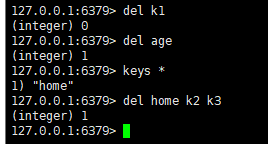 127.0.0.1:6379> del k1
(integer) 0
127.0.0.1:6379> del age
(integer) 1
127.0.0.1:6379> keys *
1) "home"
127.0.0.1:6379> del home k2 k3
(integer) 1
127.0.0.1:6379>